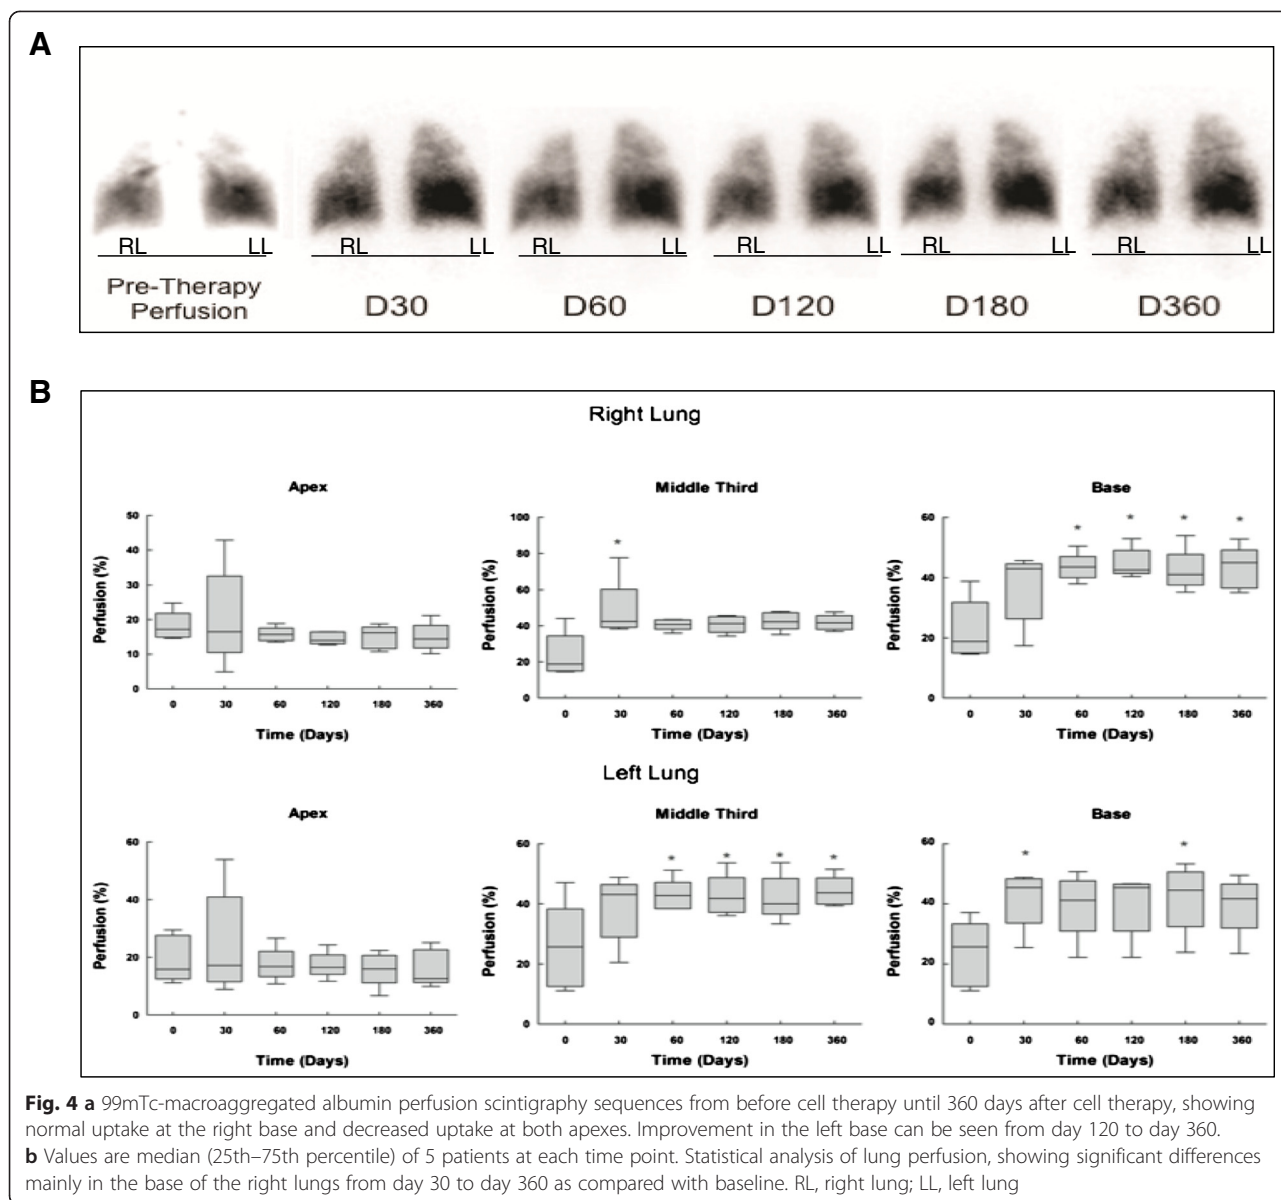 A
RL LL RL LL RL LL RL LL RL LL RL LL
Pre-Therapy
Perfusion
D30 D60 D120 D180 D360
B
Right Lung
Apex
50
40
30
20
10
0
Perfusion (%)
0 30 60 120 180 360
Time (Days)
Middle Third
*
100
80
60
40
20
0
Perfusion (%)
0 30 60 120 180 360
Time (Days)
Base
* * * *
60
40
20
0
Perfusion (%)
0 30 60 120 180 360
Time (Days)
Left Lung
Apex
60
40
20
0
Perfusion (%)
0 30 60 120 180 360
Time (Days)
Middle Third
* * * *
60
40
20
0
Perfusion (%)
0 30 60 120 180 360
Time (Days)
Base
* *
60
40
20
0
Perfusion (%)
0 30 60 120 180 360
Time (Days)
Fig. 4 a 99mTc-macroaggregated albumin perfusion scintigraphy sequences from before cell therapy until 360 days after cell therapy, showing
normal uptake at the right base and decreased uptake at both apexes. Improvement in the left base can be seen from day 120 to day 360.
b Values are median (25th–75th percentile) of 5 patients at each time point. Statistical analysis of lung perfusion, showing significant differences
mainly in the base of the right lungs from day 30 to day 360 as compared with baseline. RL, right lung; LL, left lung